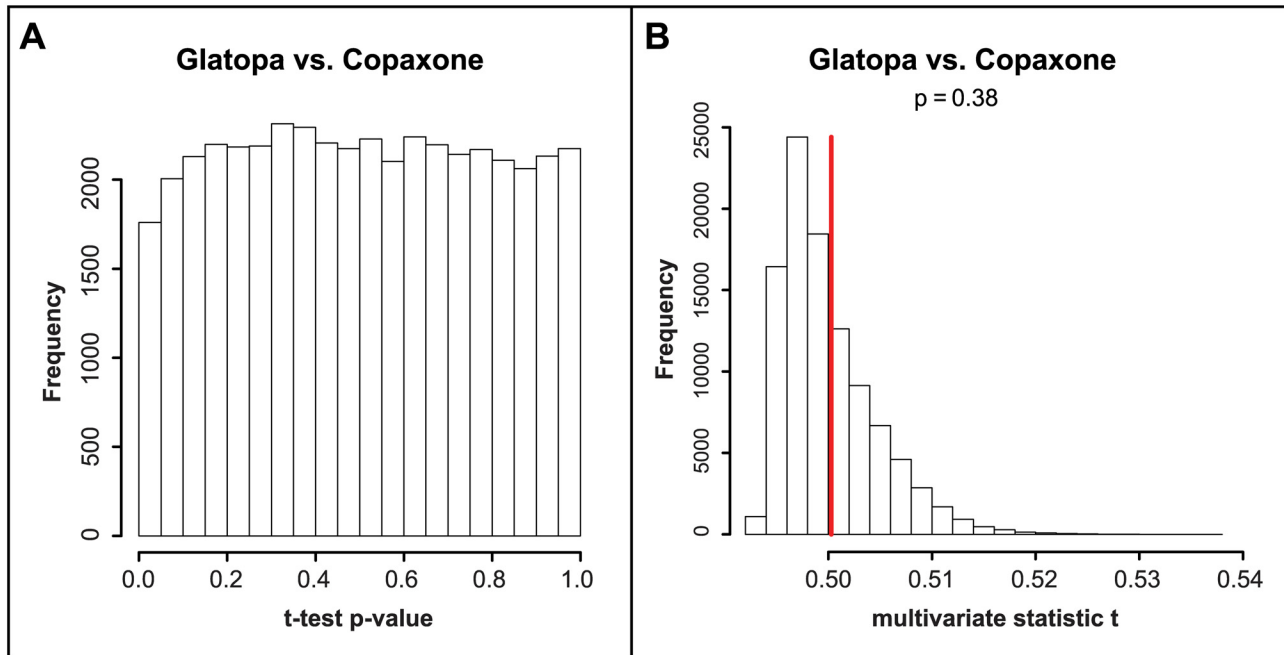 A
Glatopa vs. Copaxone
Frequency
2000
1500
1000
500
0
0.0 0.2 0.4 0.6 0.8 1.0
t-test p-value
B
Glatopa vs. Copaxone
p = 0.38
Frequency
25000
20000
15000
10000
5000
0
0.50 0.51 0.52 0.53 0.54
multivariate statistic t